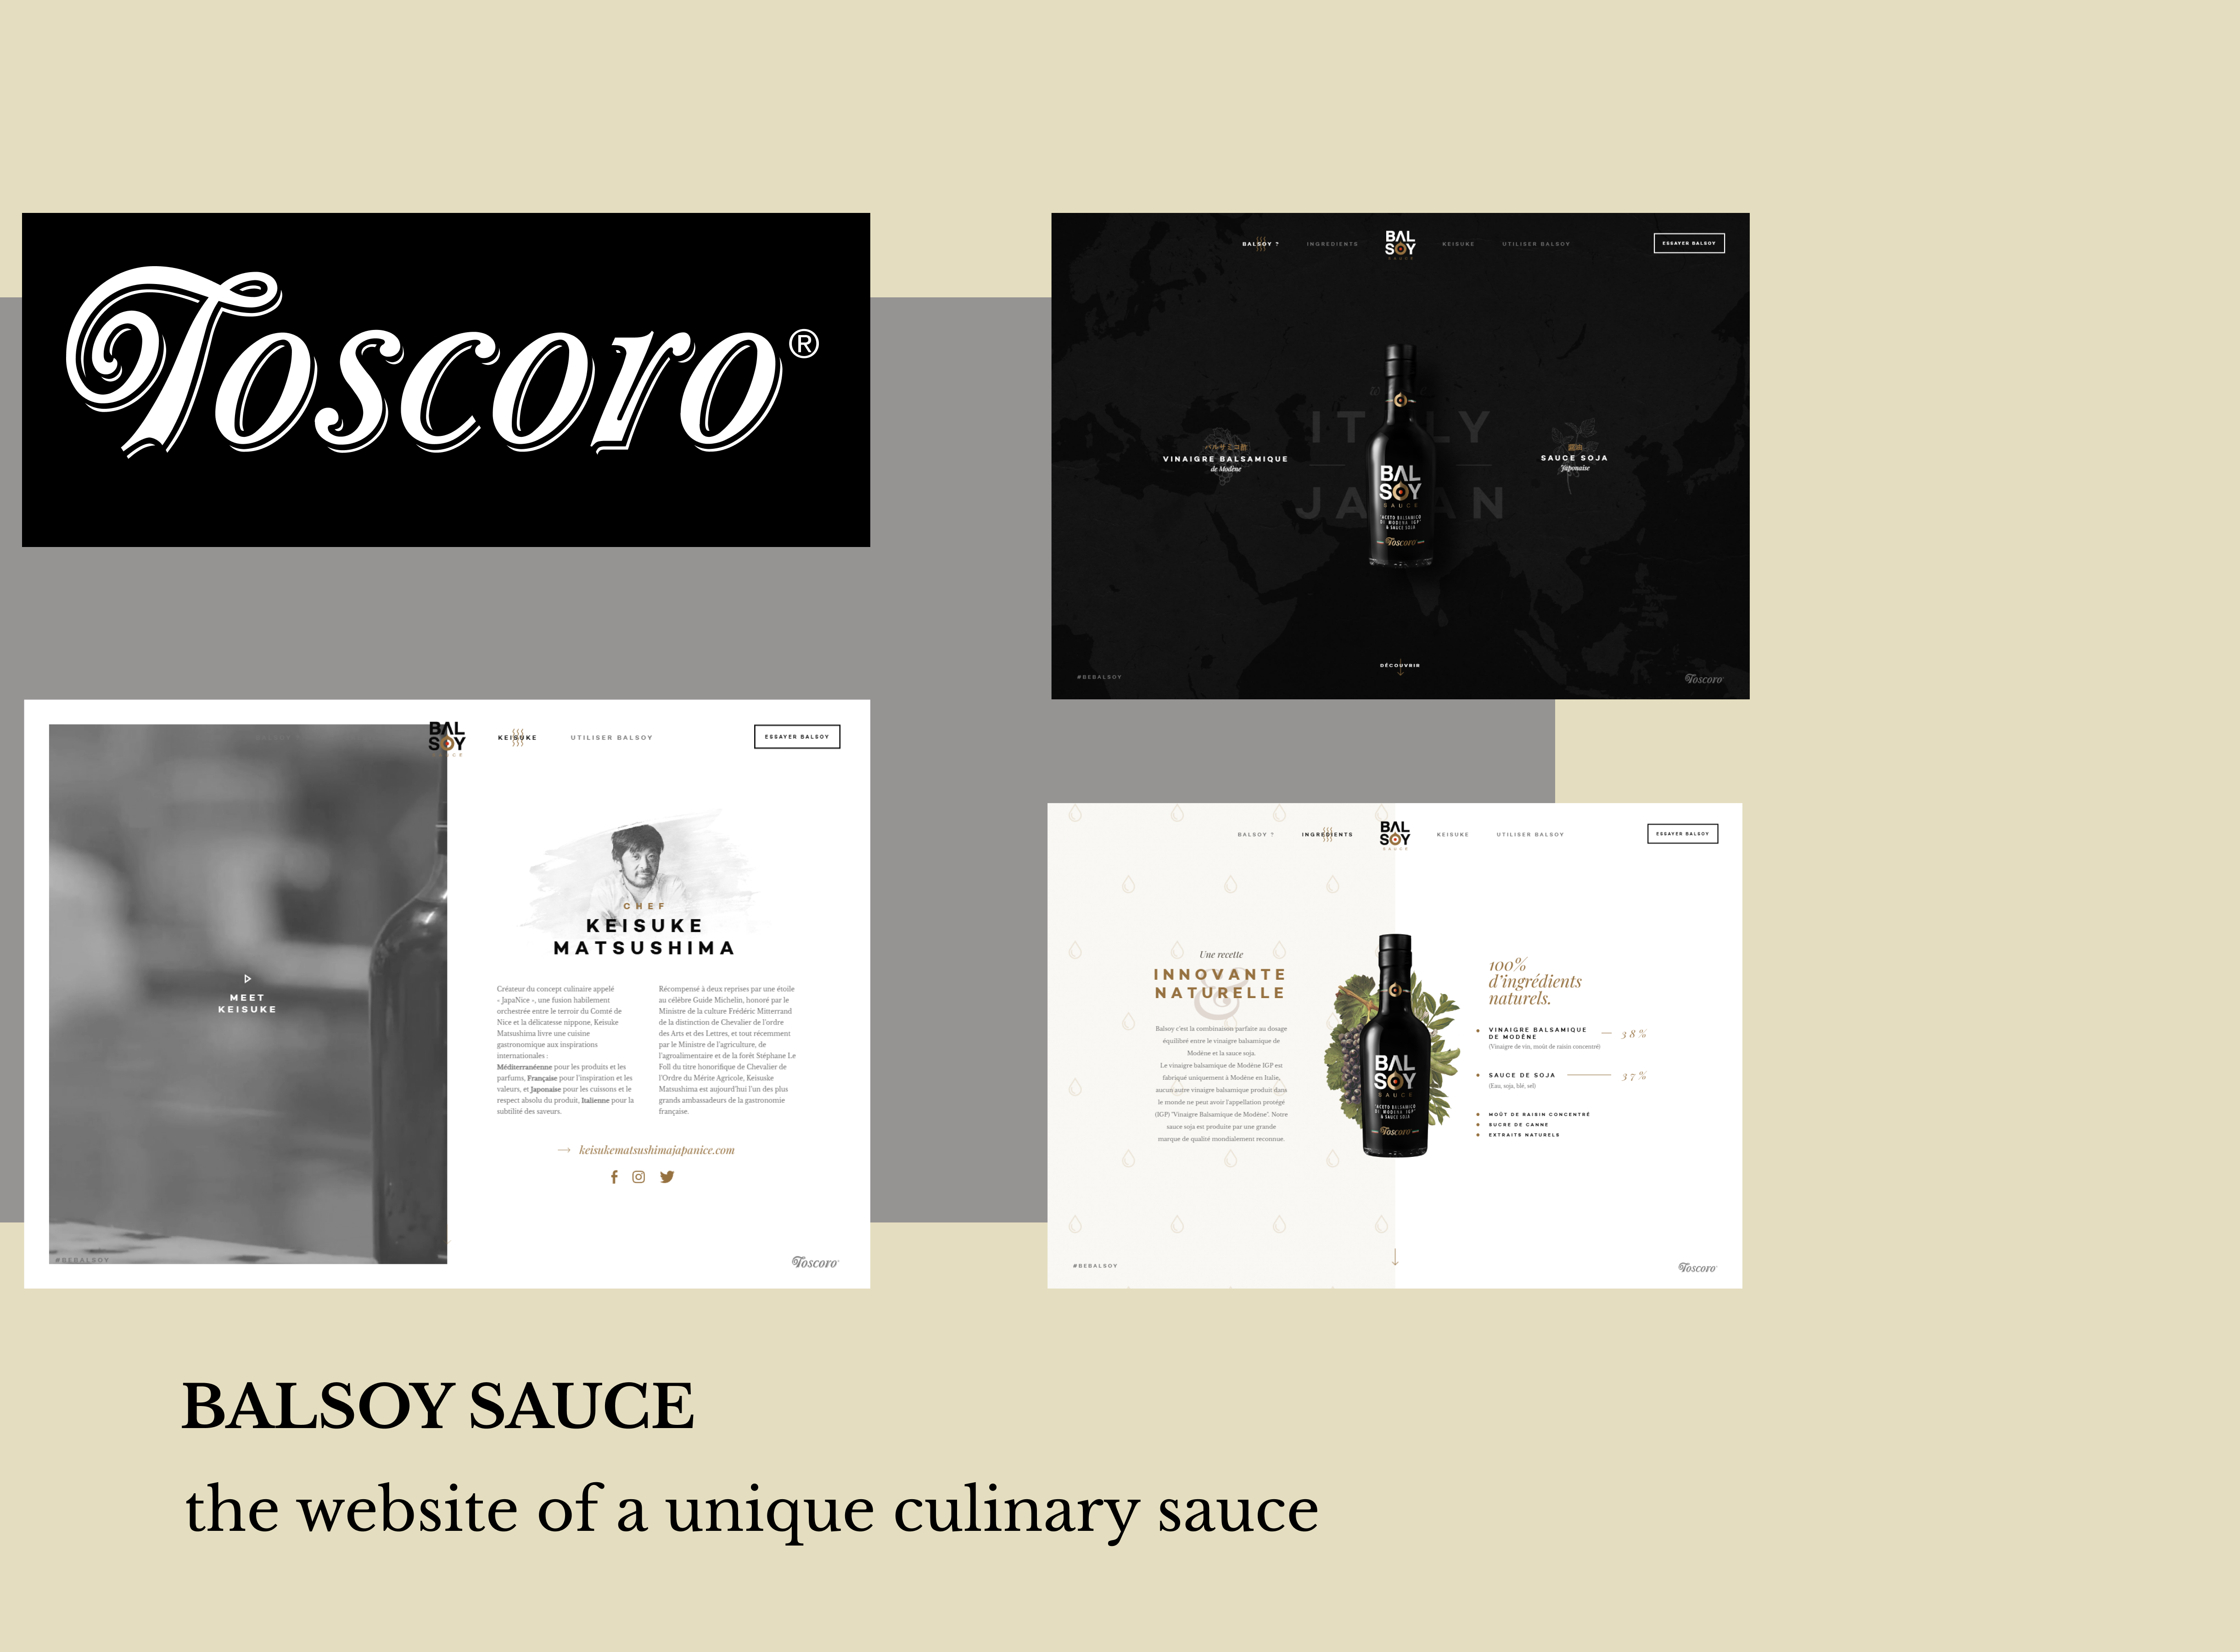 Toscoro®
BALSOY ?
INGRÉDIENTS
BAL
SOY
SAUCE
KEISUKE
UTILISER BALSOY
ESSAYER BALSOY
ITALY
JAPAN
バルサミコ酢
VINAIGRE BALSAMIQUE
de Modène
BAL
SOY
SAUCE
"ACETO BALSAMICO
DI MODENA IGP"
& SAUCE SOJA
Toscoro
醤油
SAUCE SOJA
Japonaise
DÉCOUVRIR
#BEBALSOY
Toscoro
BAL
SOY
KEISUKE
UTILISER BALSOY
ESSAYER BALSOY
MEET
KEISUKE
CHEF
KEISUKE
MATSUSHIMA
Créateur du concept culinaire appelé
« JapaNice », une fusion habilement
orchestrée entre le terroir du Comté de
Nice et la délicatesse nippone, Keisuke
Matsushima livre une cuisine
gastronomique aux inspirations
internationales :
Méditerranéenne pour les produits et les
parfums, Française pour l'inspiration et les
valeurs, et Japonaise pour les cuissons et le
respect absolu du produit, Italienne pour la
subtilité des saveurs.
Récompensé à deux reprises par une étoile
au célèbre Guide Michelin, honoré par le
Ministre de la culture Frédéric Mitterrand
de la distinction de Chevalier de l'ordre
des Arts et des Lettres, et tout récemment
par le Ministre de l'agriculture, de
l'agroalimentaire et de la forêt Stéphane Le
Foll du titre honorifique de Chevalier de
l'Ordre du Mérite Agricole, Keisuske
Matsushima est aujourd'hui l'un des plus
grands ambassadeurs de la gastronomie
française.
keisukematsushimajapanice.com
#BEBALSOY
Toscoro
BALSOY ?
INGRÉDIENTS
BAL
SOY
SAUCE
KEISUKE
UTILISER BALSOY
ESSAYER BALSOY
Une recette
INNOVANTE
&
NATURELLE
Balsoy c'est la combinaison parfaite au dosage
équilibré entre le vinaigre balsamique de
Modène et la sauce soja.
Le vinaigre balsamique de Modène IGP est
fabriqué uniquement à Modène en Italie,
aucun autre vinaigre balsamique produit dans
le monde ne peut avoir l'appellation protégé
(IGP) "Vinaigre Balsamique de Modène". Notre
sauce soja est produite par une grande
marque de qualité mondialement reconnue.
BAL
SOY
SAUCE
"ACETO BALSAMICO
DI MODENA IGP"
& SAUCE SOJA
Toscoro
100%
d'ingrédients
naturels.
VINAIGRE BALSAMIQUE
DE MODÈNE
38%
(Vinaigre de vin, moût de raisin concentré)
SAUCE DE SOJA
37%
(Eau, soja, blé, sel)
MOÛT DE RAISIN CONCENTRÉ
SUCRE DE CANNE
EXTRAITS NATURELS
#BEBALSOY
Toscoro
BALSOY SAUCE
the website of a unique culinary sauce